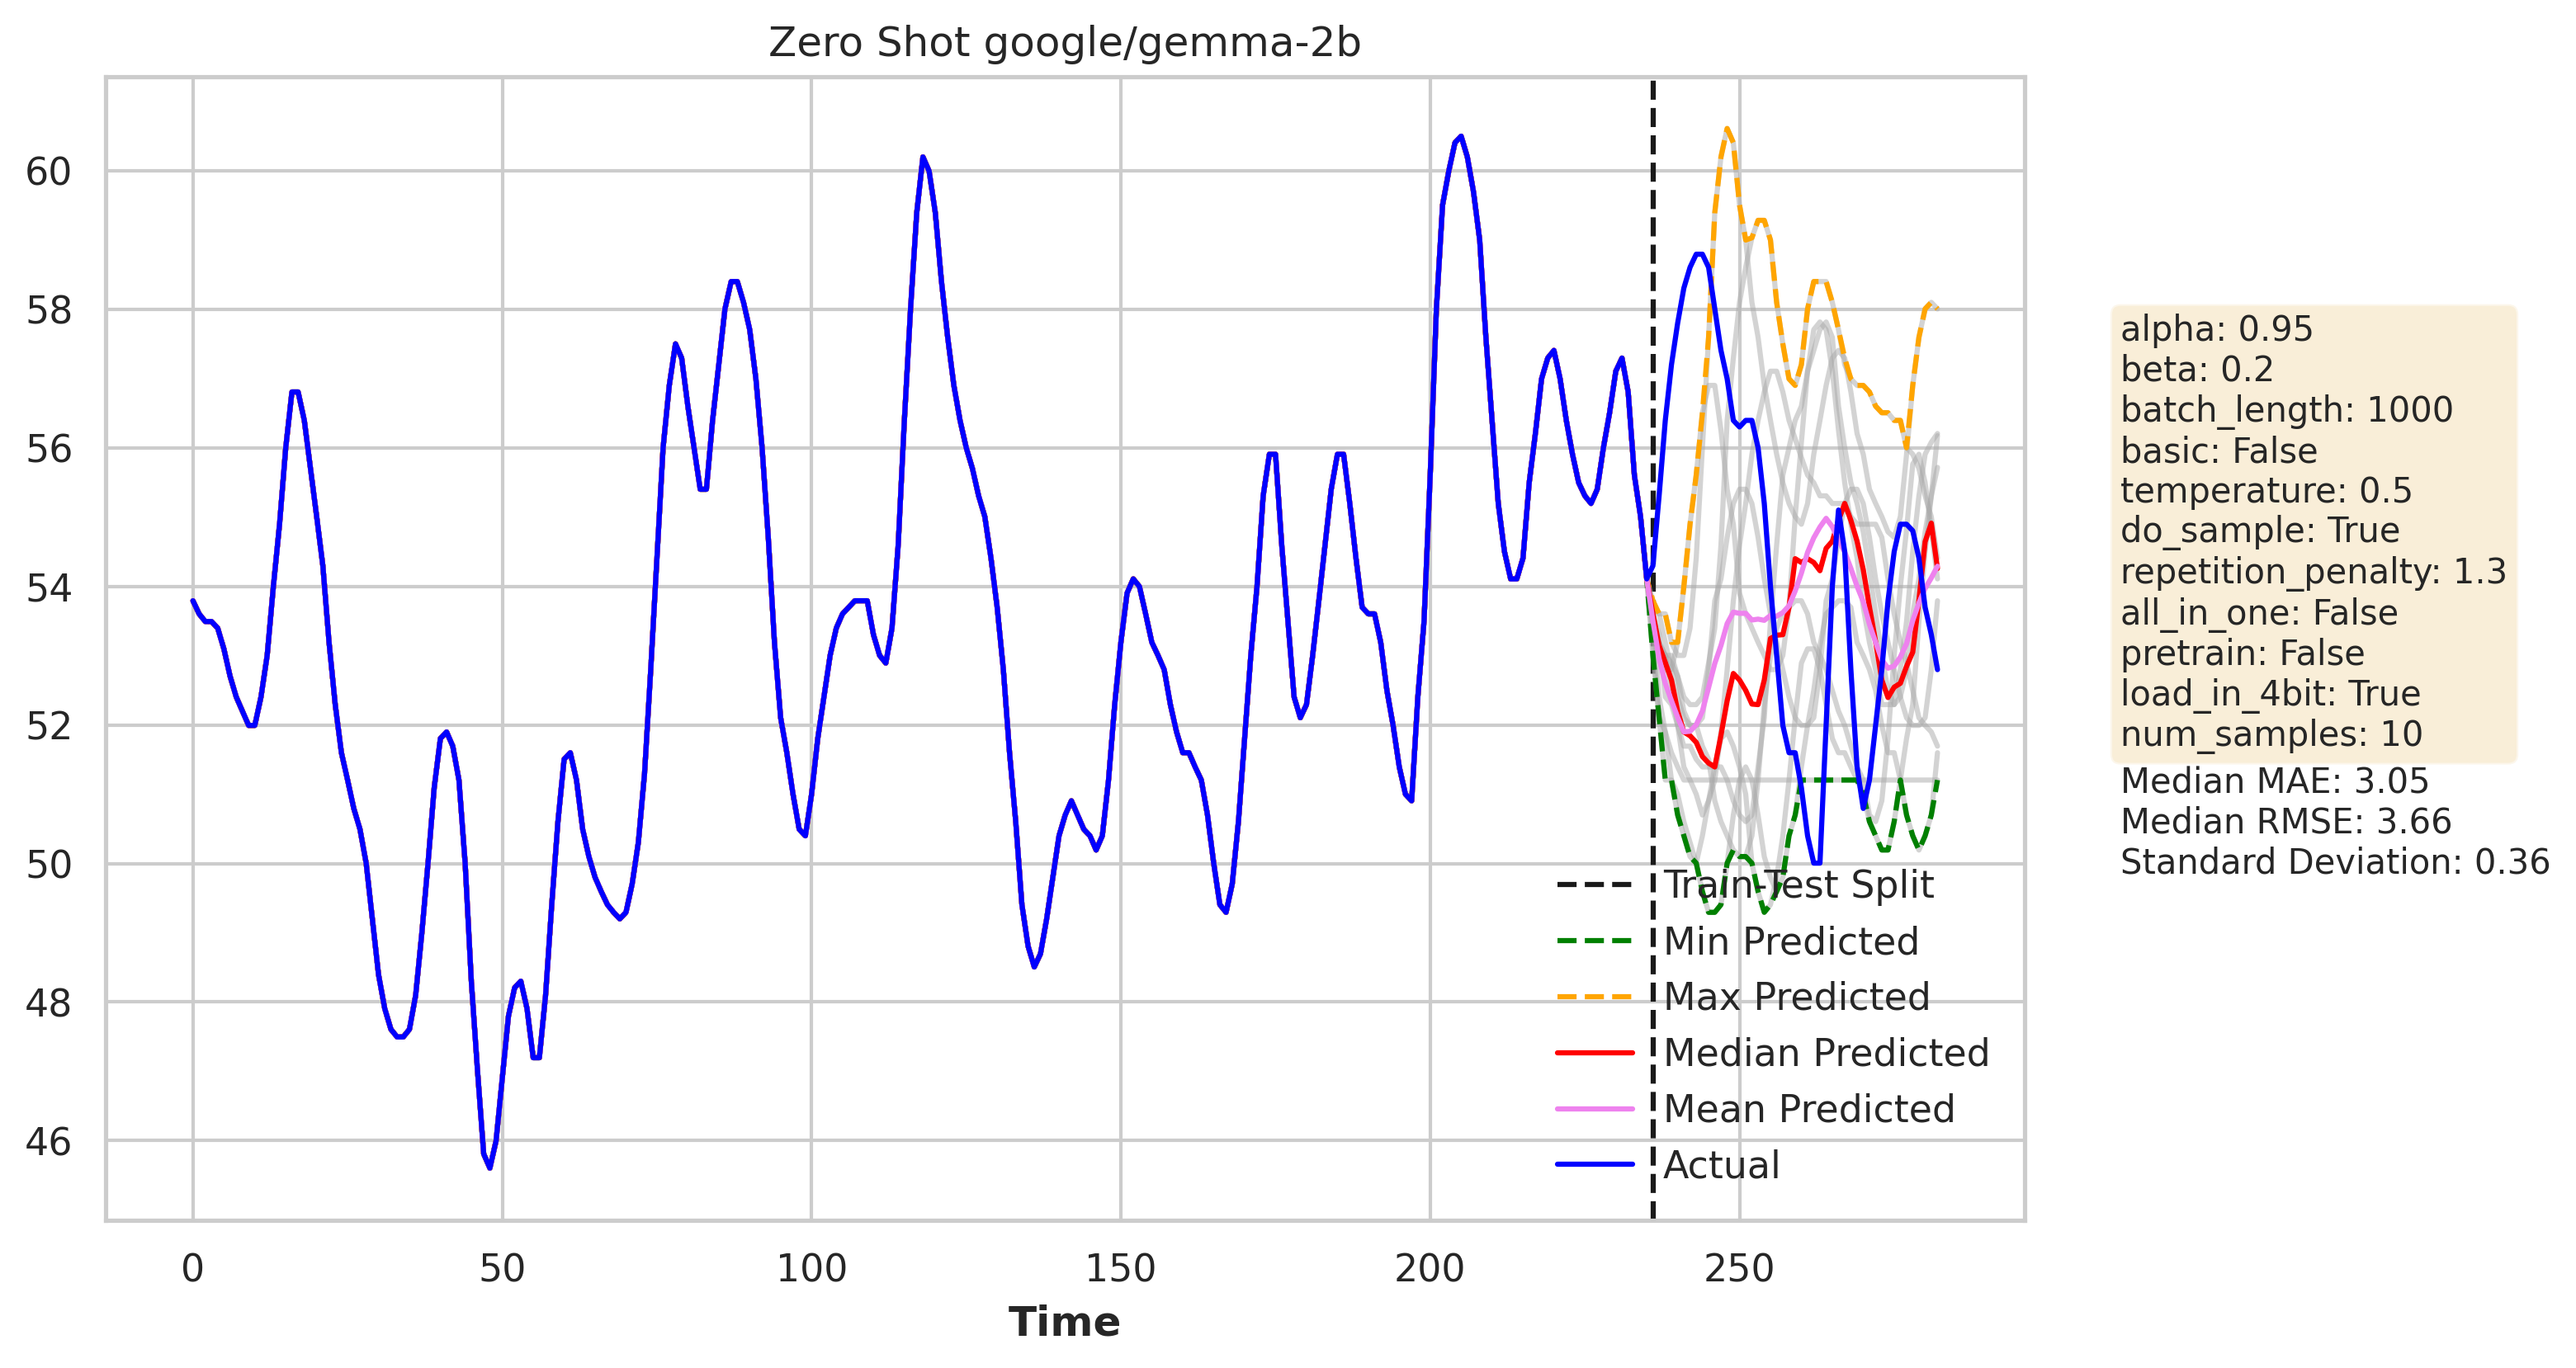 Zero Shot google/gemma-2b
60
58
56
54
52
50
48
46
0 50 100 150 200 250
Time
Train-Test Split
Min Predicted
Max Predicted
Median Predicted
Mean Predicted
Actual
alpha: 0.95
beta: 0.2
batch_length: 1000
basic: False
temperature: 0.5
do_sample: True
repetition_penalty: 1.3
all_in_one: False
pretrain: False
load_in_4bit: True
num_samples: 10
Median MAE: 3.05
Median RMSE: 3.66
Standard Deviation: 0.36